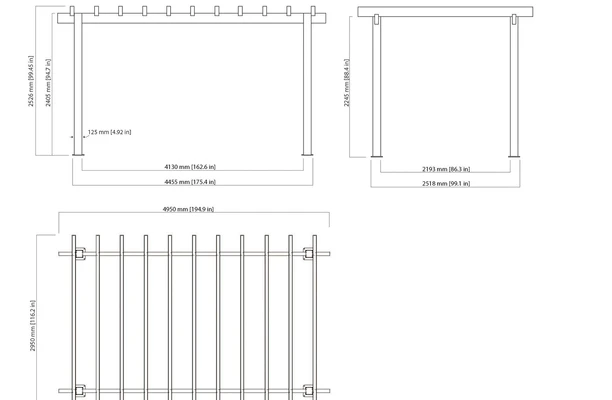 2526 mm [99.45 in]
2405 mm [94.7 in]
125 mm [4.92 in]
4130 mm [162.6 in]
4455 mm [175.4 in]
2245 mm [88.4 in]
2193 mm [86.3 in]
2518 mm [99.1 in]
4950 mm [194.9 in]
2950 mm [116.2 in]